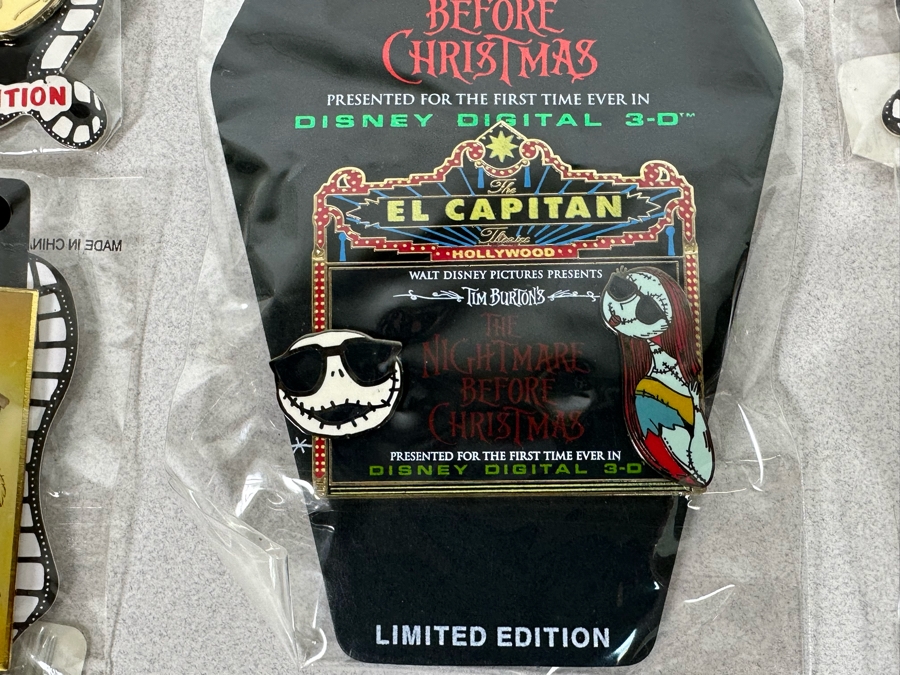 BEFORE
CHRISTMAS
PRESENTED FOR THE FIRST TIME EVER IN
DISNEY DIGITAL 3-D™
The
EL CAPITAN
Theatre
HOLLYWOOD
WALT DISNEY PICTURES PRESENTS
TIM BURTON'S
THE
NIGHTMARE
BEFORE
CHRISTMAS
PRESENTED FOR THE FIRST TIME EVER IN
DISNEY DIGITAL 3-D
LIMITED EDITION
ITION
MADE IN CHINA